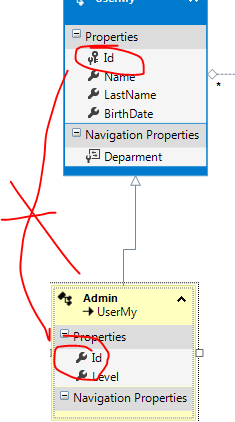 UserMy
Properties
Id
Name
LastName
BirthDate
Navigation Properties
Deparment
*
Admin
UserMy
Properties
Id
Level
Navigation Properties